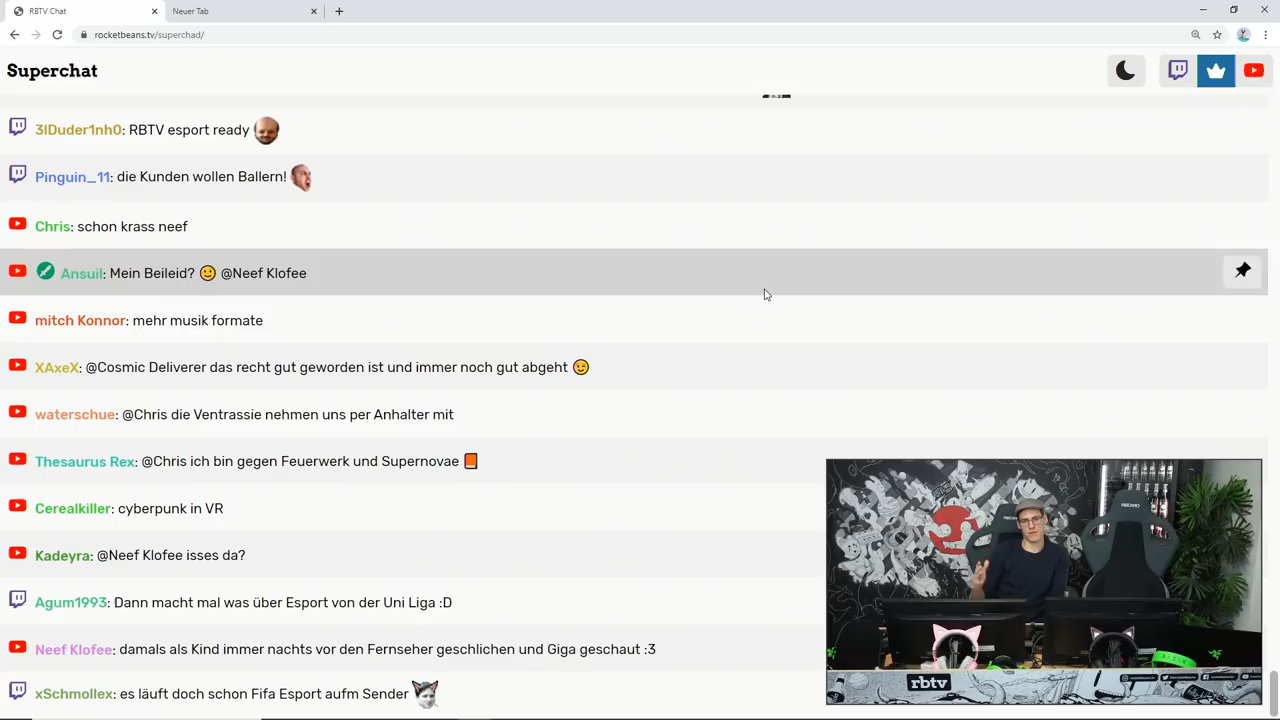 RBTV Chat
Neuer Tab
rocketbeans.tv/superchad/
Superchat
3lDuder1nh0: RBTV esport ready
Pinguin_11: die Kunden wollen Ballern!
Chris: schon krass neef
Ansuil: Mein Beileid? @Neef Klofee
mitch Konnor: mehr musik formate
XAxeX: @Cosmic Deliverer das recht gut geworden ist und immer noch gut abgeht
waterschue: @Chris die Ventrassie nehmen uns per Anhalter mit
Thesaurus Rex: @Chris ich bin gegen Feuerwerk und Supernovae
Cerealkiller: cyberpunk in VR
Kadeyra: @Neef Klofee isses da?
Agum1993: Dann macht mal was über Esport von der Uni Liga :D
Neef Klofee: damals als Kind immer nachts vor den Fernseher geschlichen und Giga geschaut :3
xSchmollex: es läuft doch schon Fifa Esport aufm Sender
RECARO
rbtv